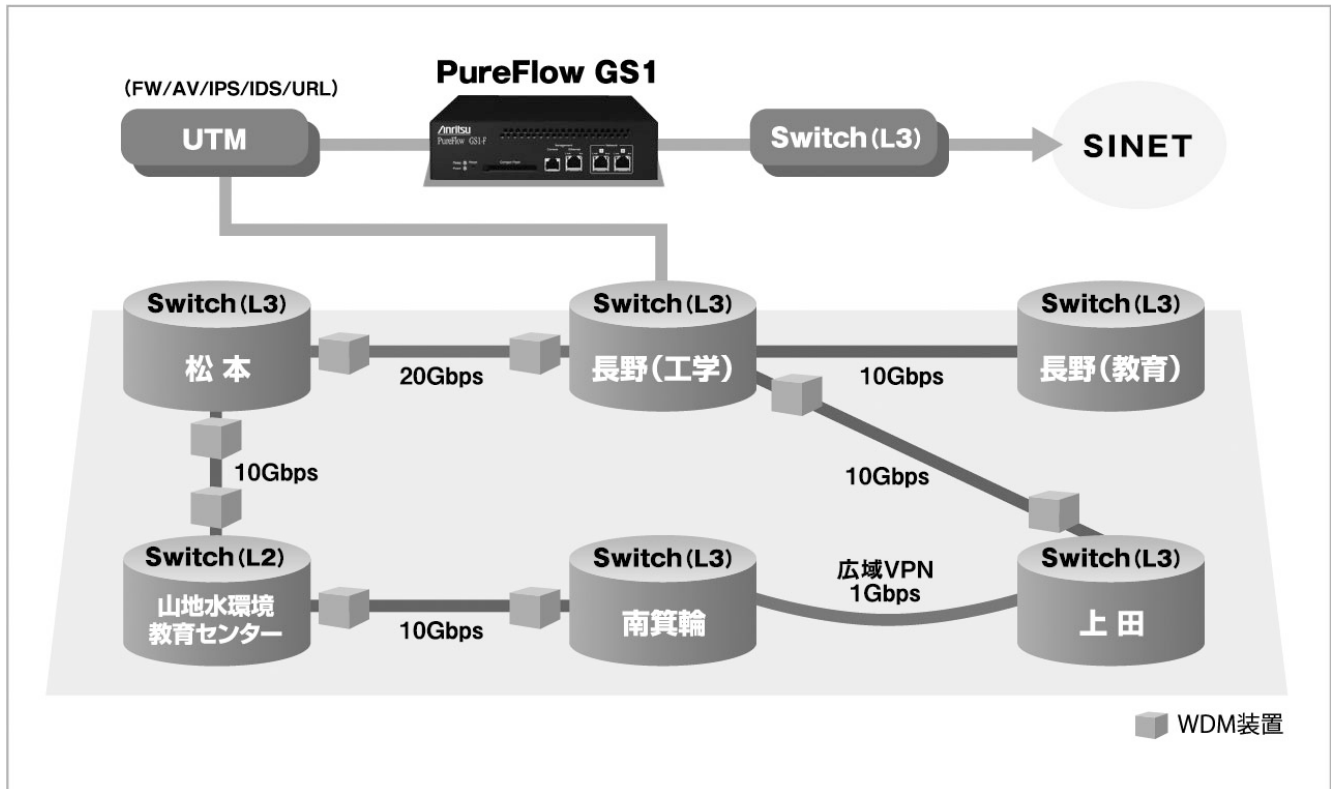 PureFlow GS1
(FW/AV/IPS/IDS/URL)
UTM
Anritsu
PureFlow GS1-F
Switch(L3)
SINET
Switch(L3)
松本
20Gbps
Switch(L3)
長野(工学)
10Gbps
Switch(L3)
長野(教育)
10Gbps
10Gbps
Switch(L2)
山地水環境
教育センター
10Gbps
Switch(L3)
南箕輪
広域VPN
1Gbps
Switch(L3)
上田
WDM装置